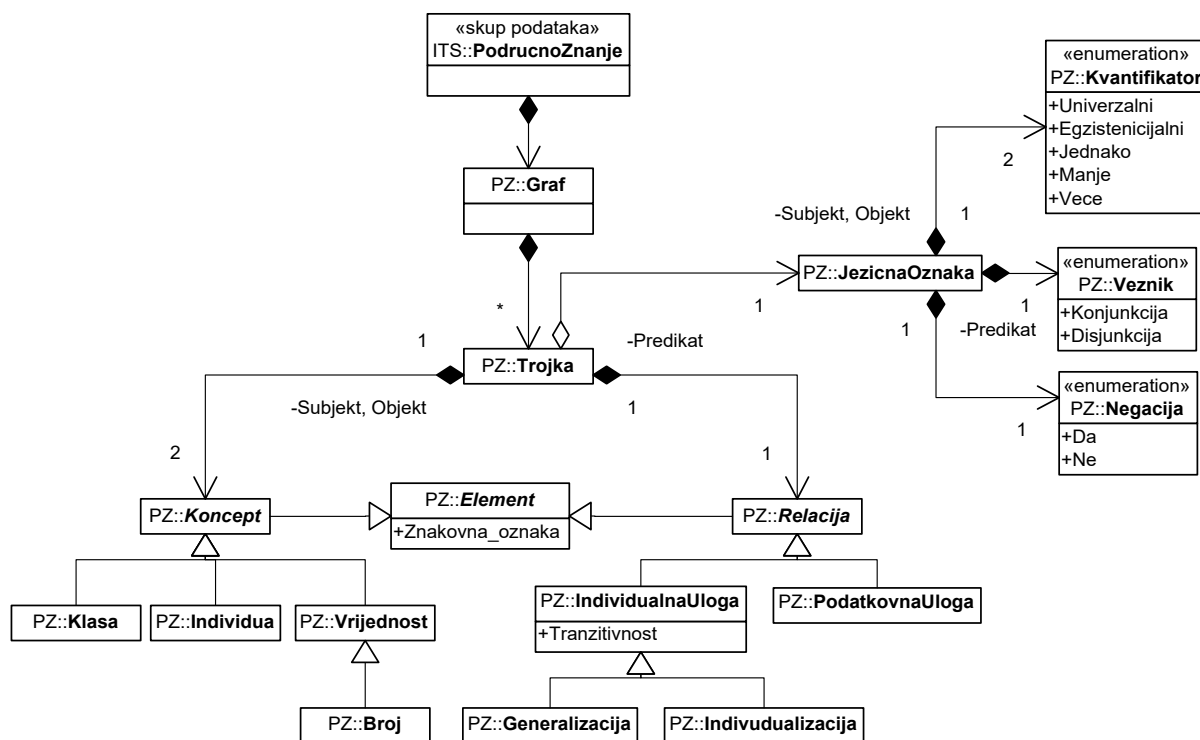 «skup podataka»
ITS::PodrucnoZnanje
«enumeration»
PZ::Kvantifikator
+Univerzalni
+Egzistenicijalni
+Jednako
+Manje
+Vece
2
PZ::Graf
-Subjekt, Objekt
1
PZ::JezicnaOznaka
«enumeration»
PZ::Veznik
+Konjunkcija
+Disjunkcija
*
1
1
1
-Predikat
1
-Predikat
PZ::Trojka
«enumeration»
PZ::Negacija
+Da
+Ne
-Subjekt, Objekt
1
1
2
1
PZ::Koncept
PZ::Element
+Znakovna_oznaka
PZ::Relacija
PZ::Klasa
PZ::Individua
PZ::Vrijednost
PZ::IndividualnaUloga
+Tranzitivnost
PZ::PodatkovnaUloga
PZ::Broj
PZ::Generalizacija
PZ::Indivudualizacija